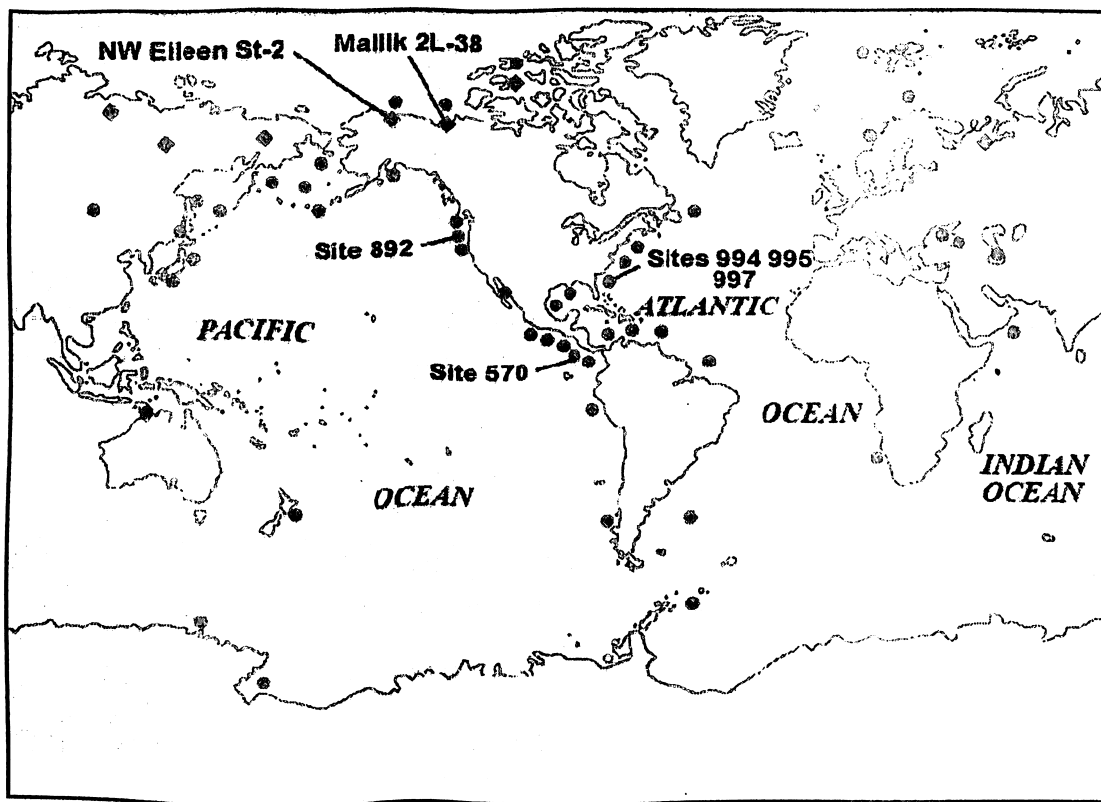 NW Eileen St-2
Mallik 2L-38
Site 892
Sites 994 995
997
ATLANTIC
PACIFIC
Site 570
OCEAN
INDIAN
OCEAN
OCEAN